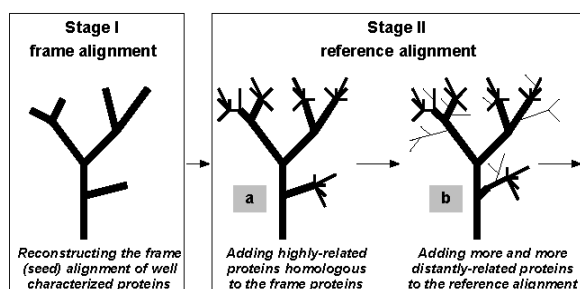 Stage I
frame alignment
Stage II
reference alignment
a
b
Reconstructing the frame
(seed) alignment of well
characterized proteins
Adding highly-related
proteins homologous
to the frame proteins
Adding more and more
distantly-related proteins
to the reference alignment